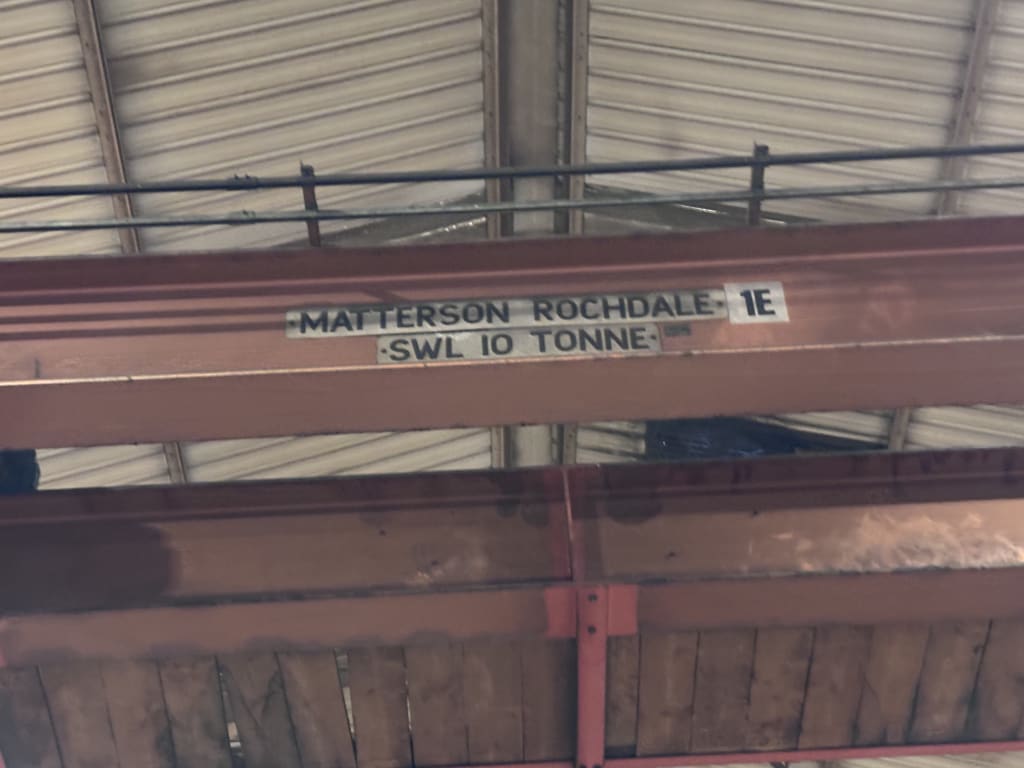 ·MATTERSON ROCHDALE· 1E
·SWL 10 TONNE·